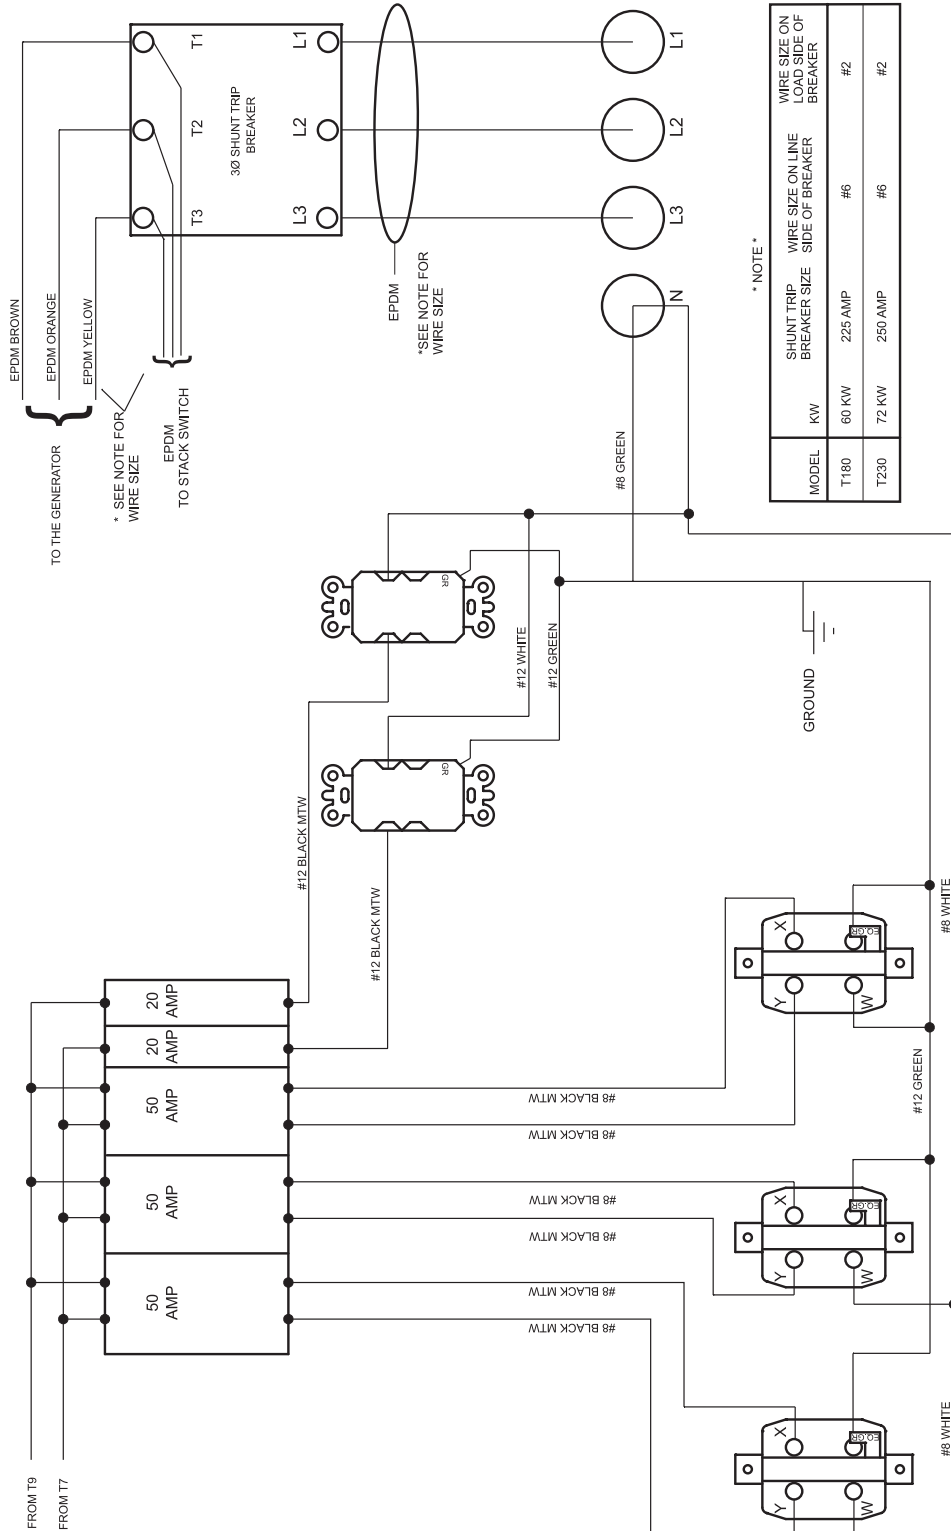 EPDM BROWN
EPDM ORANGE
EPDM YELLOW
TO THE GENERATOR
* SEE NOTE FOR
WIRE SIZE
EPDM
TO STACK SWITCH
T1
T2
T3
3Ø SHUNT TRIP
BREAKER
L1
L2
L3
EPDM
*SEE NOTE FOR
WIRE SIZE
L1
L2
L3
N
* NOTE *
MODEL
KW
SHUNT TRIP
BREAKER SIZE
WIRE SIZE ON LINE
SIDE OF BREAKER
WIRE SIZE ON
LOAD SIDE OF
BREAKER
T180 60 KW 225 AMP #6 #2
T230 72 KW 250 AMP #6 #2
#8 GREEN
GR
GR
#12 WHITE
#12 GREEN
GROUND
#12 BLACK MTW
#12 BLACK MTW
20
AMP
20
AMP
50
AMP
50
AMP
50
AMP
FROM T9
FROM T7
#8 BLACK MTW
#8 BLACK MTW
#8 BLACK MTW
#8 BLACK MTW
#8 BLACK MTW
#8 BLACK MTW
X
Y
W
EQ.GR
X
Y
W
EQ.GR
X
Y
W
EQ.GR
#8 WHITE
#12 GREEN
#8 WHITE